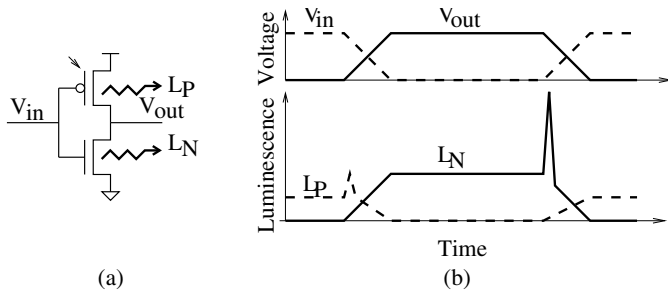 L_P
V_in
V_out
L_N
(a)
Voltage
V_in
V_out
Luminescence
L_P
L_N
Time
(b)